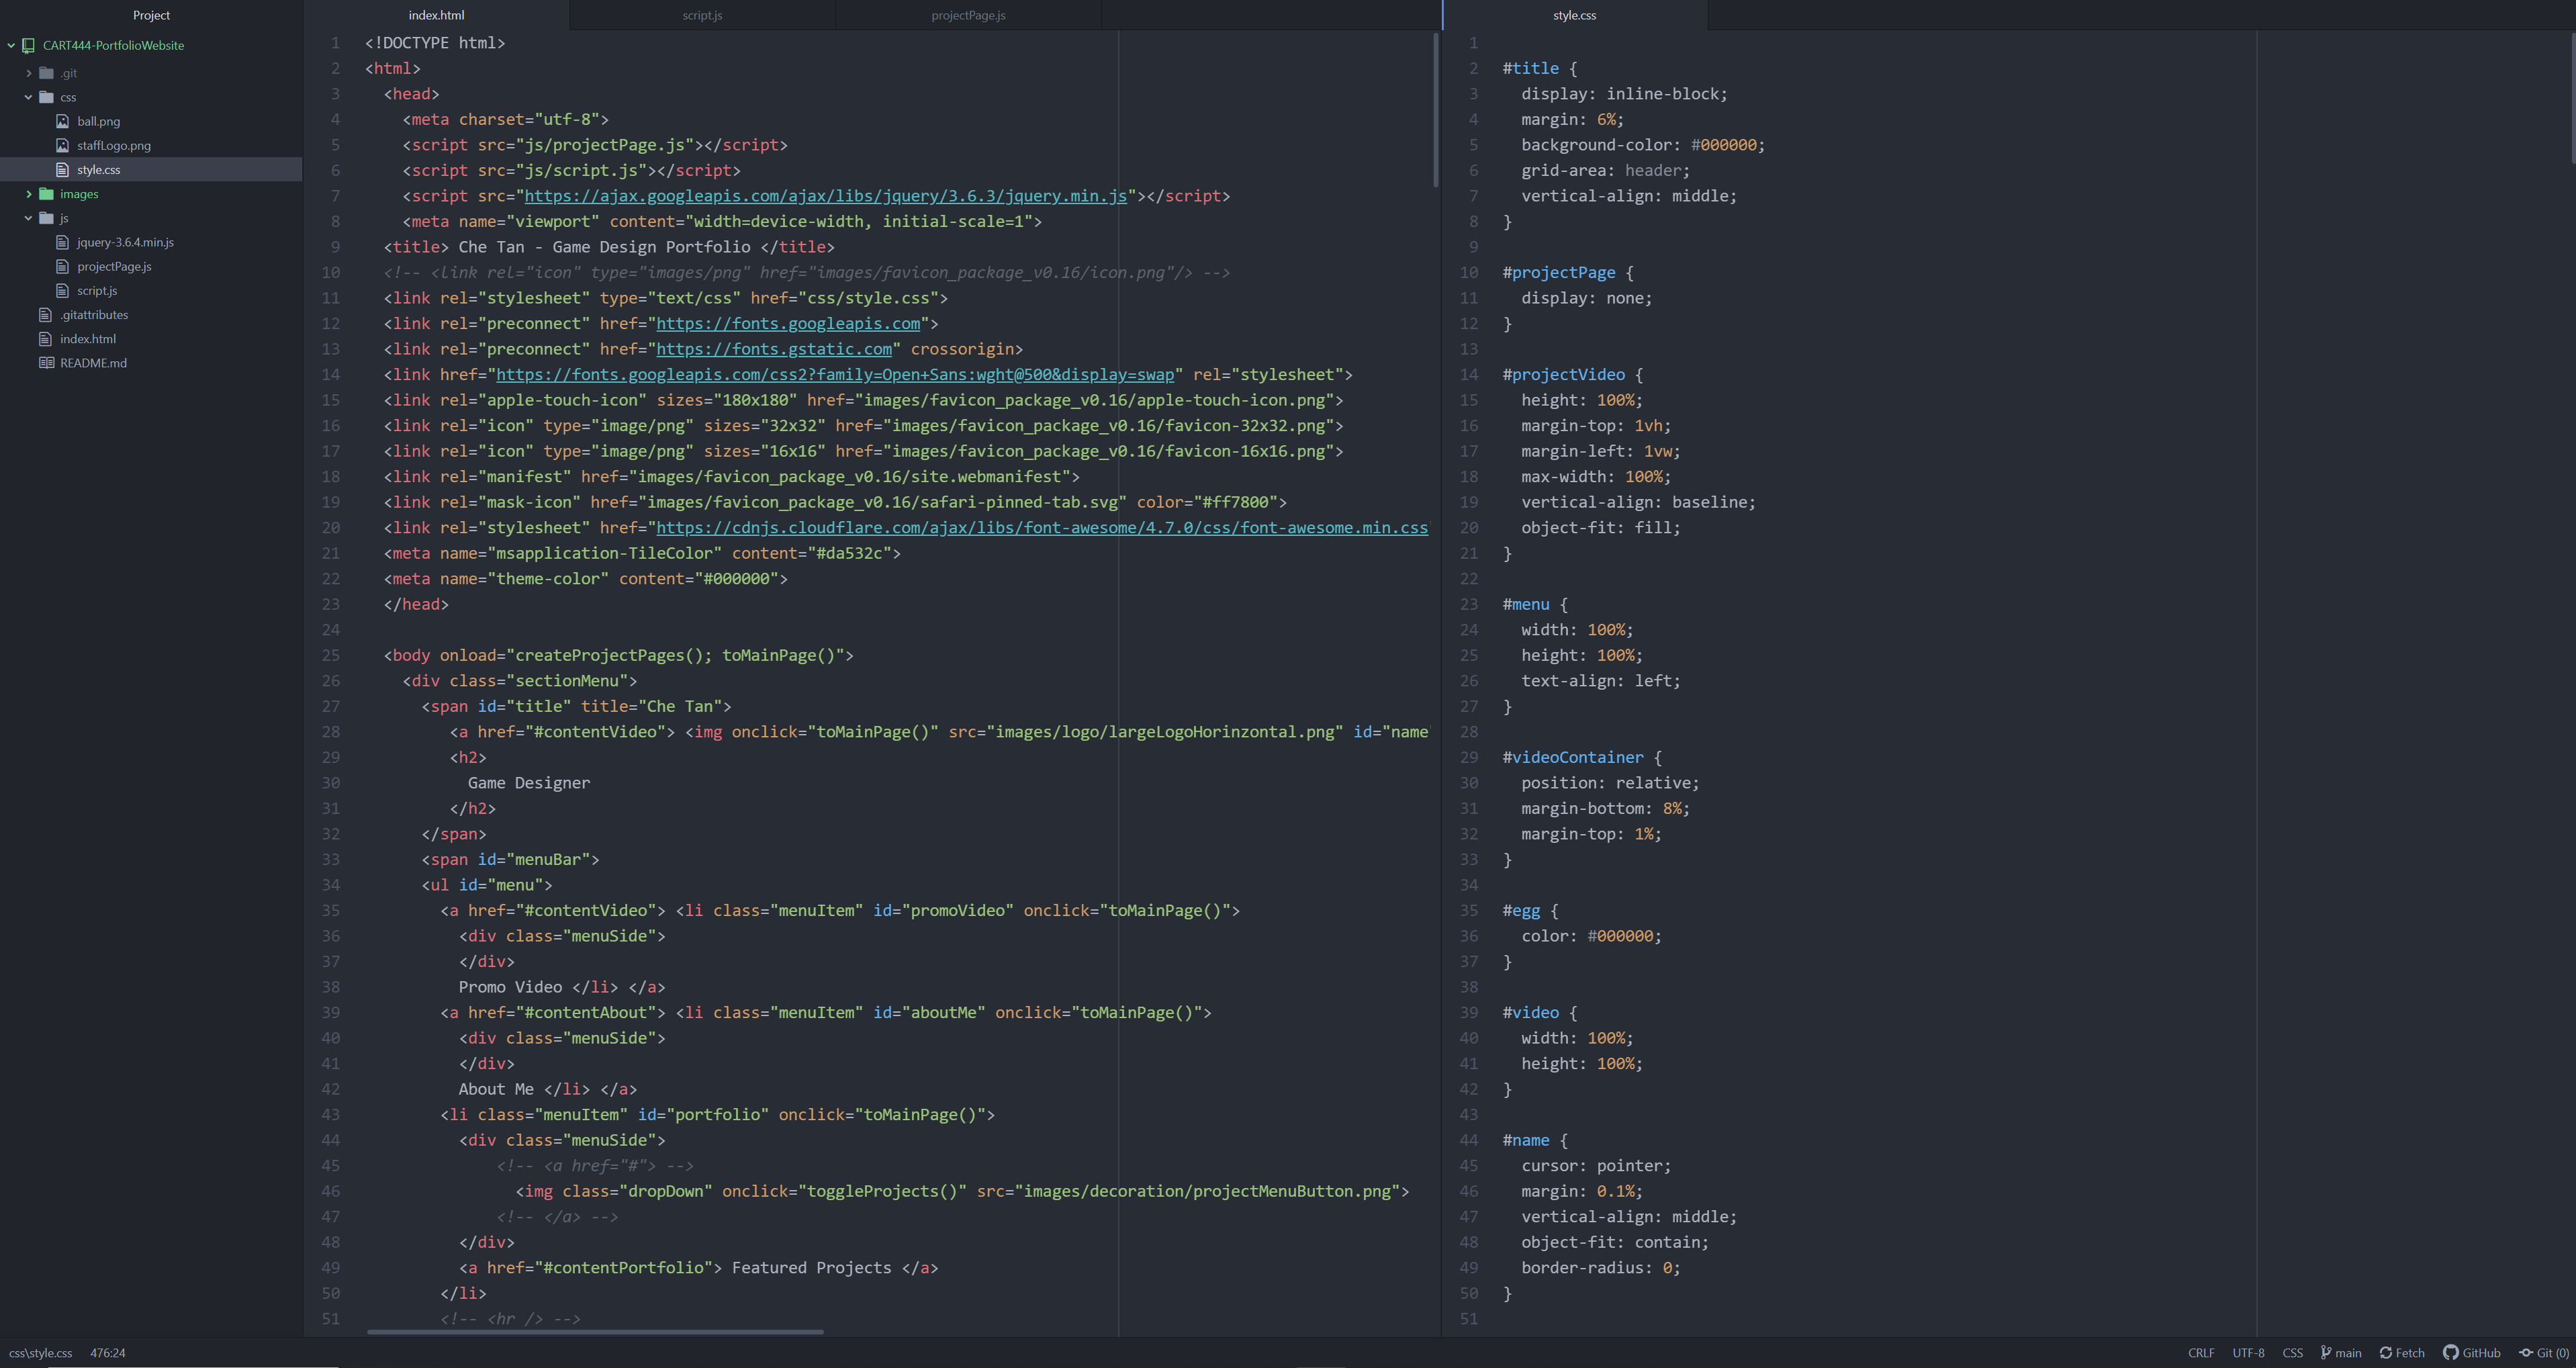 Project
CART444-PortfolioWebsite
.git
css
ball.png
staffLogo.png
style.css
images
js
jquery-3.6.4.min.js
projectPage.js
script.js
.gitattributes
index.html
README.md
index.html
script.js
projectPage.js
1 <!DOCTYPE html>
2 <html>
3 <head>
4 <meta charset="utf-8">
5 <script src="js/projectPage.js"></script>
6 <script src="js/script.js"></script>
7 <script src="https://ajax.googleapis.com/ajax/libs/jquery/3.6.3/jquery.min.js"></script>
8 <meta name="viewport" content="width=device-width, initial-scale=1">
9 <title> Che Tan - Game Design Portfolio </title>
10 <!-- <link rel="icon" type="images/png" href="images/favicon_package_v0.16/icon.png"/> -->
11 <link rel="stylesheet" type="text/css" href="css/style.css">
12 <link rel="preconnect" href="https://fonts.googleapis.com">
13 <link rel="preconnect" href="https://fonts.gstatic.com" crossorigin>
14 <link href="https://fonts.googleapis.com/css2?family=Open+Sans:wght@500&display=swap" rel="stylesheet">
15 <link rel="apple-touch-icon" sizes="180x180" href="images/favicon_package_v0.16/apple-touch-icon.png">
16 <link rel="icon" type="image/png" sizes="32x32" href="images/favicon_package_v0.16/favicon-32x32.png">
17 <link rel="icon" type="image/png" sizes="16x16" href="images/favicon_package_v0.16/favicon-16x16.png">
18 <link rel="manifest" href="images/favicon_package_v0.16/site.webmanifest">
19 <link rel="mask-icon" href="images/favicon_package_v0.16/safari-pinned-tab.svg" color="#ff7800">
20 <link rel="stylesheet" href="https://cdnjs.cloudflare.com/ajax/libs/font-awesome/4.7.0/css/font-awesome.min.css"
21 <meta name="msapplication-TileColor" content="#da532c">
22 <meta name="theme-color" content="#000000">
23 </head>
24
25 <body onload="createProjectPages(); toMainPage()">
26 <div class="sectionMenu">
27 <span id="title" title="Che Tan">
28 <a href="#contentVideo"> <img onclick="toMainPage()" src="images/logo/largeLogoHorinzontal.png" id="name"
29 <h2>
30 Game Designer
31 </h2>
32 </span>
33 <span id="menuBar">
34 <ul id="menu">
35 <a href="#contentVideo"> <li class="menuItem" id="promoVideo" onclick="toMainPage()">
36 <div class="menuSide">
37 </div>
38 Promo Video </li> </a>
39 <a href="#contentAbout"> <li class="menuItem" id="aboutMe" onclick="toMainPage()">
40 <div class="menuSide">
41 </div>
42 About Me </li> </a>
43 <li class="menuItem" id="portfolio" onclick="toMainPage()">
44 <div class="menuSide">
45 <!-- <a href="#"> -->
46 <img class="dropDown" onclick="toggleProjects()" src="images/decoration/projectMenuButton.png">
47 <!-- </a> -->
48 </div>
49 <a href="#contentPortfolio"> Featured Projects </a>
50 </li>
51 <!-- <hr /> -->
style.css
1
2 #title {
3 display: inline-block;
4 margin: 6%;
5 background-color: #000000;
6 grid-area: header;
7 vertical-align: middle;
8 }
9
10 #projectPage {
11 display: none;
12 }
13
14 #projectVideo {
15 height: 100%;
16 margin-top: 1vh;
17 margin-left: 1vw;
18 max-width: 100%;
19 vertical-align: baseline;
20 object-fit: fill;
21 }
22
23 #menu {
24 width: 100%;
25 height: 100%;
26 text-align: left;
27 }
28
29 #videoContainer {
30 position: relative;
31 margin-bottom: 8%;
32 margin-top: 1%;
33 }
34
35 #egg {
36 color: #000000;
37 }
38
39 #video {
40 width: 100%;
41 height: 100%;
42 }
43
44 #name {
45 cursor: pointer;
46 margin: 0.1%;
47 vertical-align: middle;
48 object-fit: contain;
49 border-radius: 0;
50 }
51
css\style.css 476:24
CRLF UTF-8 CSS main Fetch GitHub Git (0)